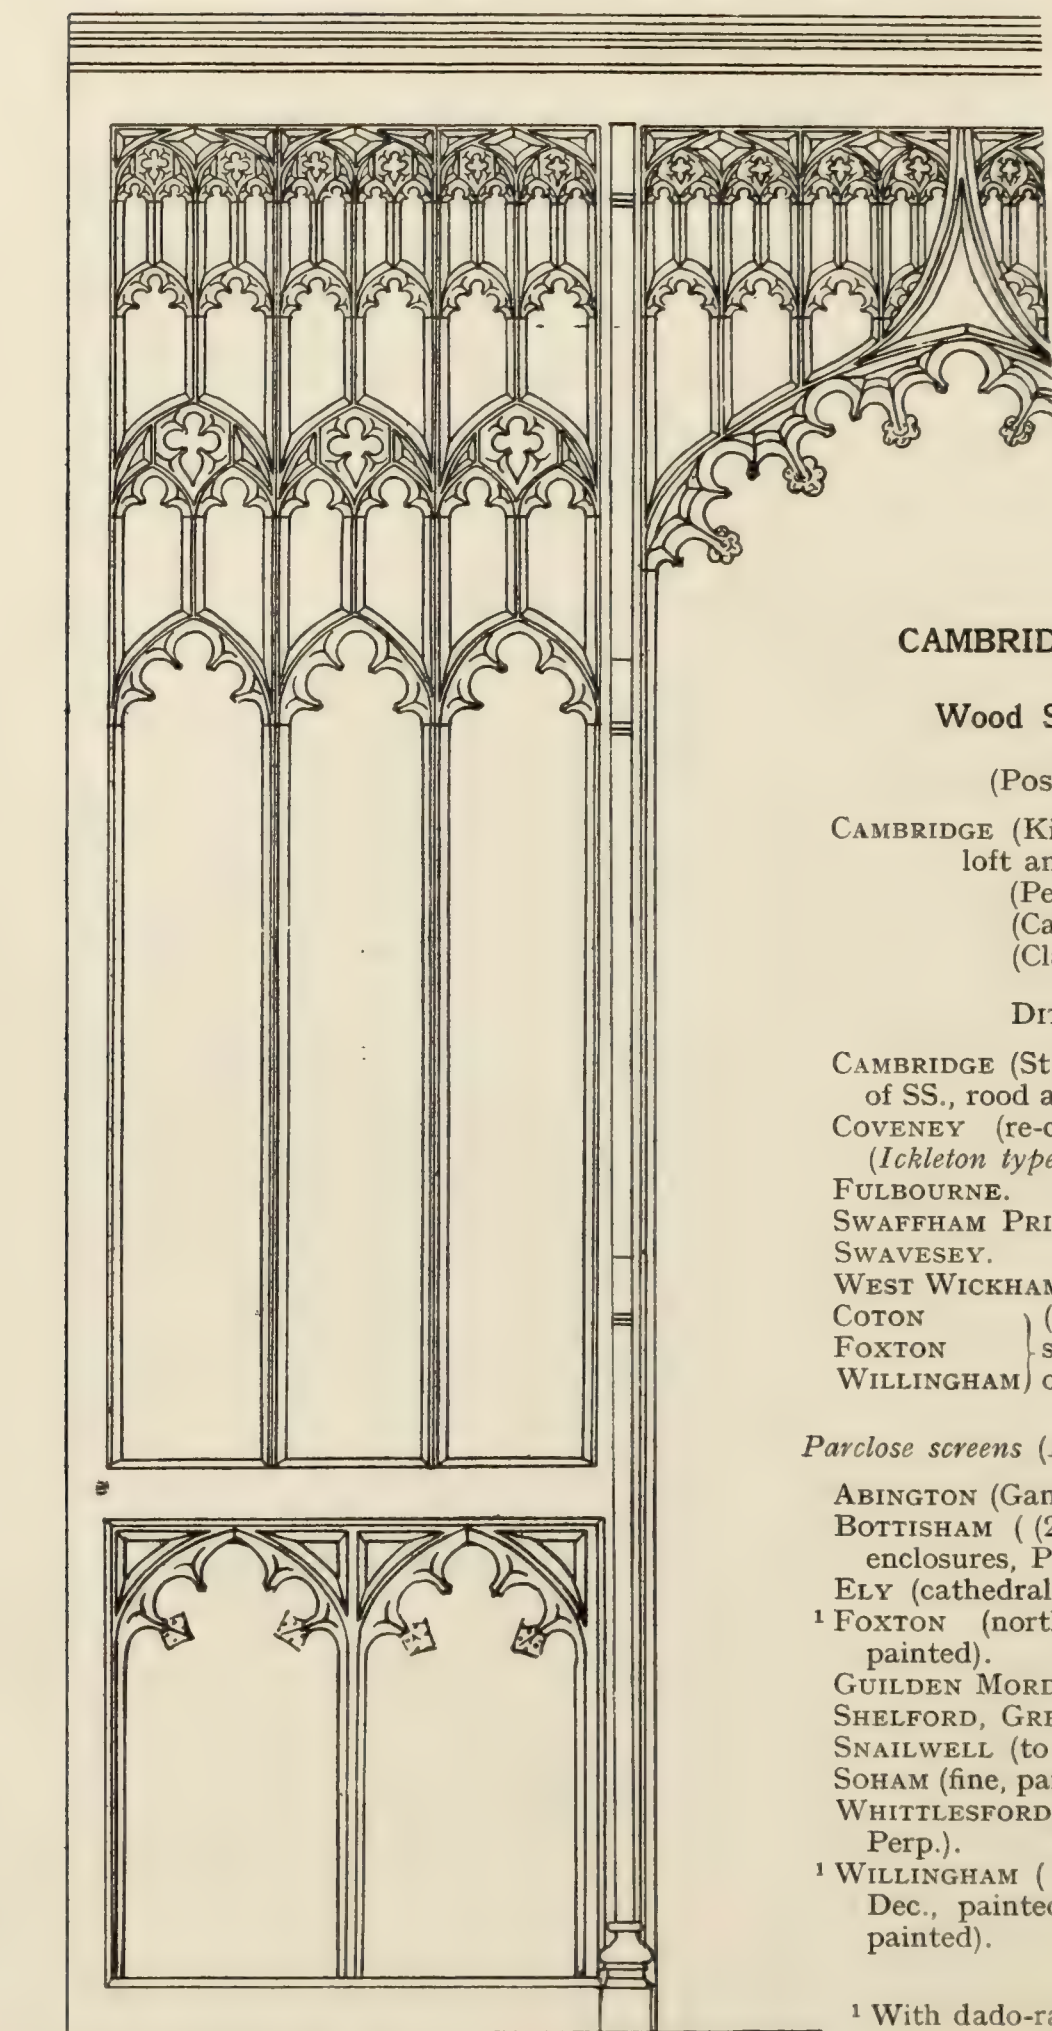 CAMBRID
Wood S
(Pos
CAMBRIDGE (Ki
loft an
(Pe
(Ca
(Cl
DIT
CAMBRIDGE (St
of SS., rood a
COVENEY (re-c
(Ickleton type
FULBOURNE.
SWAFFHAM PRI
SWAVESEY.
WEST WICKHAM
COTON (
FOXTON s
WILLINGHAM c
Parclose screens (
ABINGTON (Gam
BOTTISHAM ( (2
enclosures, P
ELY (cathedral
¹ FOXTON (nort
painted).
GUILDEN MORD
SHELFORD, GRE
SNAILWELL (to
SOHAM (fine, pa
WHITTLESFORD
Perp.).
¹ WILLINGHAM (
Dec., painte
painted).
¹ With dado-ra